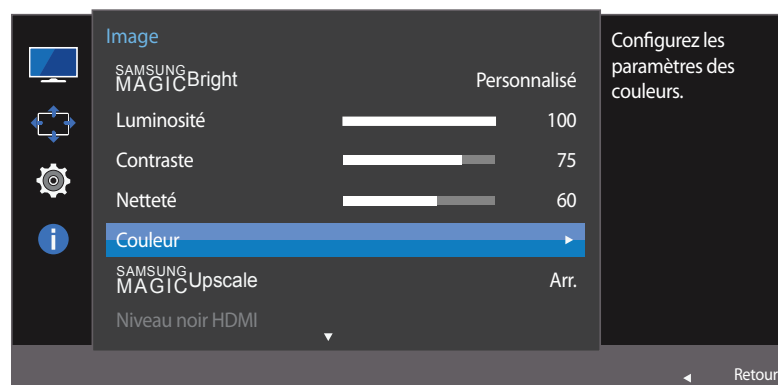 Image
SAMSUNG
MAGICBright Personnalisé
Luminosité 100
Contraste 75
Netteté 60
Couleur
SAMSUNG
MAGICUpscale Arr.
Niveau noir HDMI
Configurez les
paramètres des
couleurs.
Retour